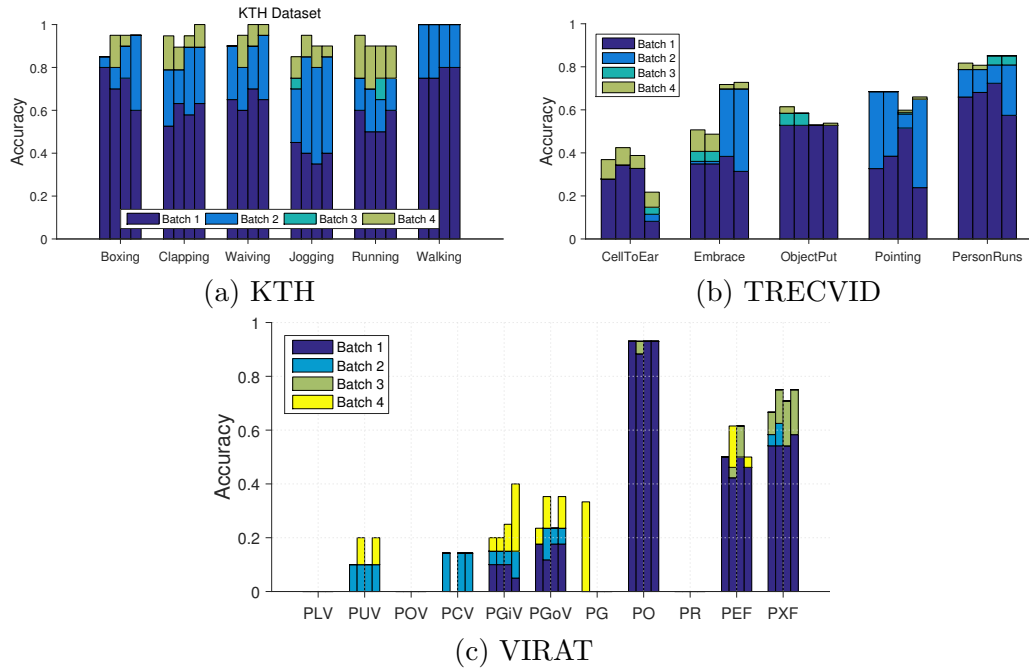 KTH Dataset
1
0.8
0.6
0.4
0.2
0
Accuracy
Batch 1 Batch 2 Batch 3 Batch 4
Boxing Clapping Waiving Jogging Running Walking
(a) KTH
1
0.8
0.6
0.4
0.2
0
Accuracy
Batch 1
Batch 2
Batch 3
Batch 4
CellToEar Embrace ObjectPut Pointing PersonRuns
(b) TRECVID
1
0.8
0.6
0.4
0.2
0
Accuracy
Batch 1
Batch 2
Batch 3
Batch 4
PLV PUV POV PCV PGiV PGoV PG PO PR PEF PXF
(c) VIRAT